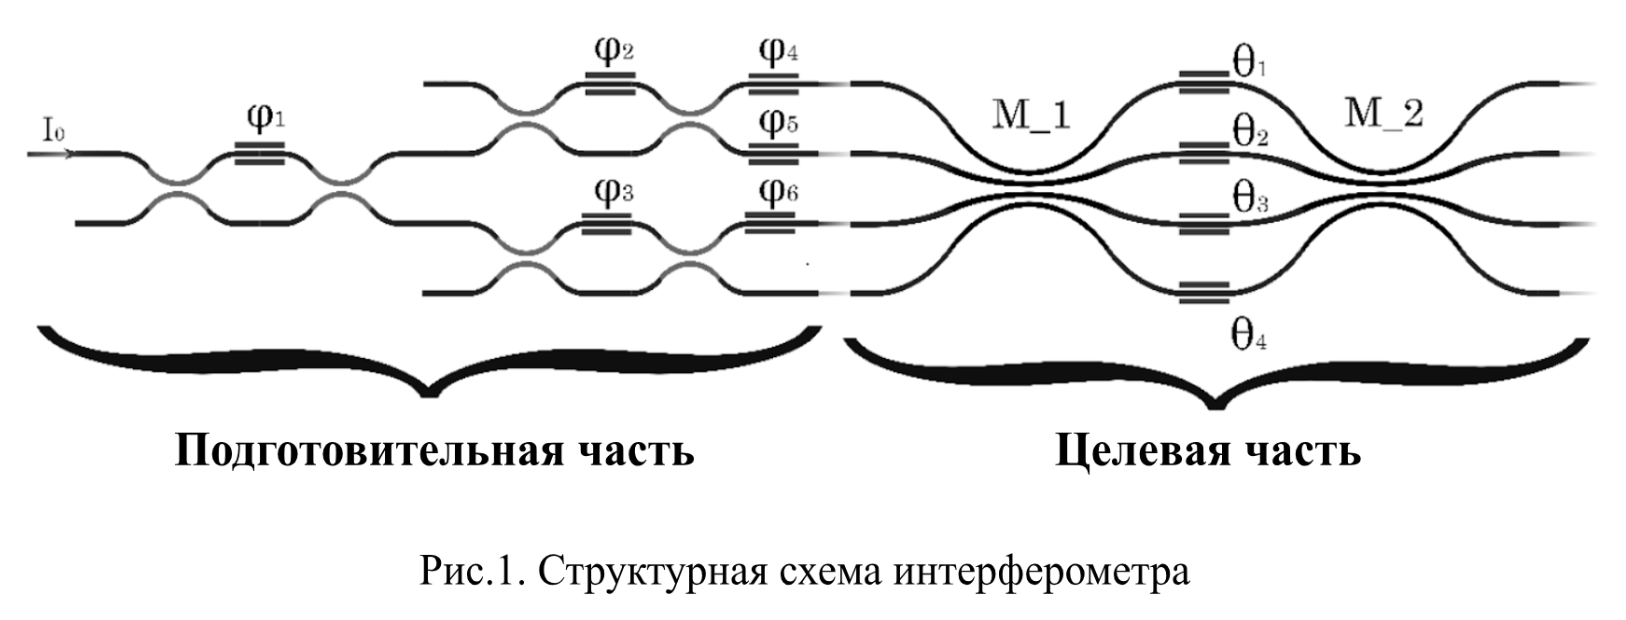 φ2 φ4 θ1
I0 φ1 M_1 M_2
φ5 θ2
φ3 φ6 θ3
θ4
Подготовительная часть Целевая часть
Рис.1. Структурная схема интерферометра